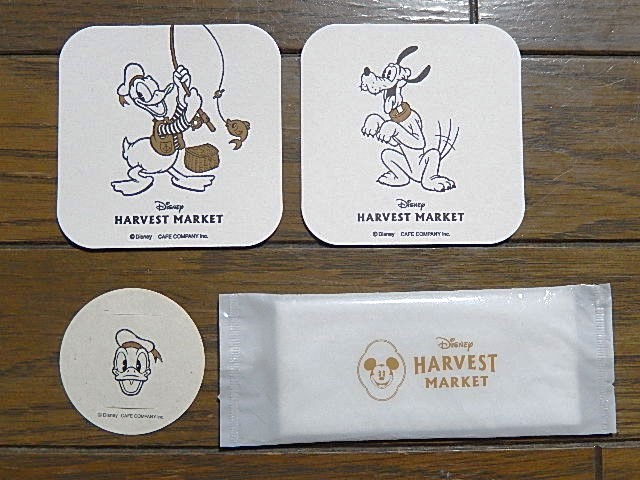 Disney
HARVEST MARKET
©Disney CAFE COMPANY Inc.
Disney
HARVEST MARKET
©Disney CAFE COMPANY Inc.
©Disney CAFE COMPANY Inc.
Disney
HARVEST
MARKET